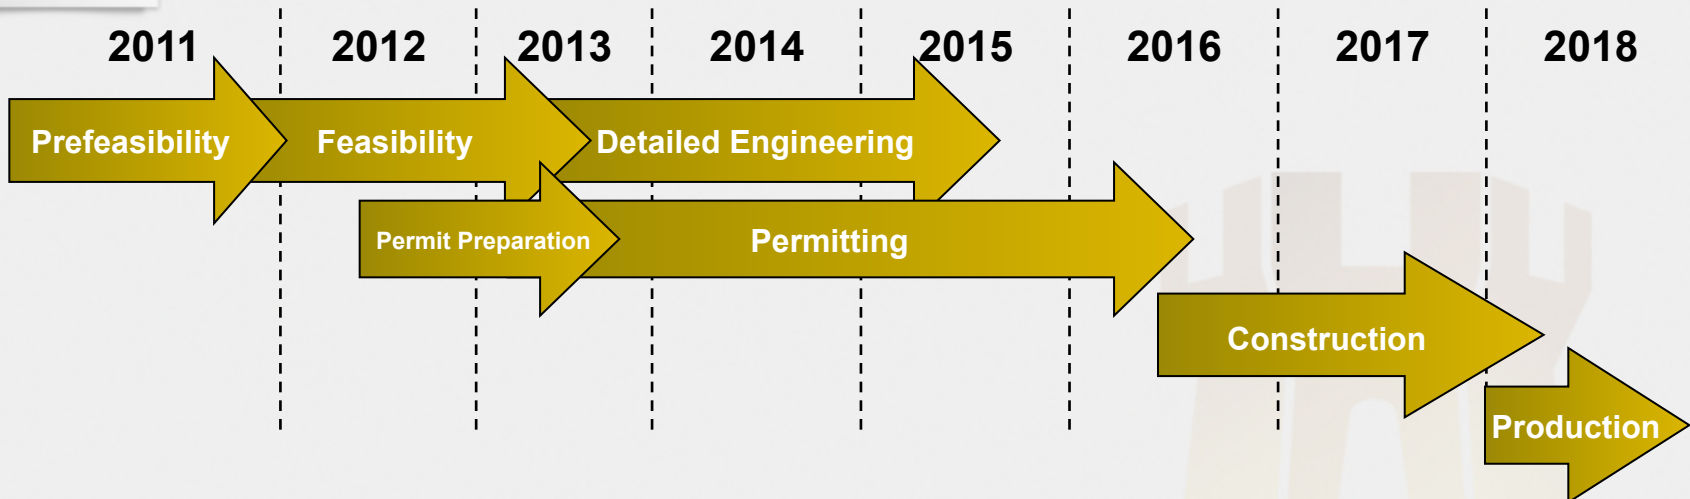 2011 2012 2013 2014 2015 2016 2017 2018
Prefeasibility Feasibility Detailed Engineering
Permit Preparation Permitting
Construction
Production